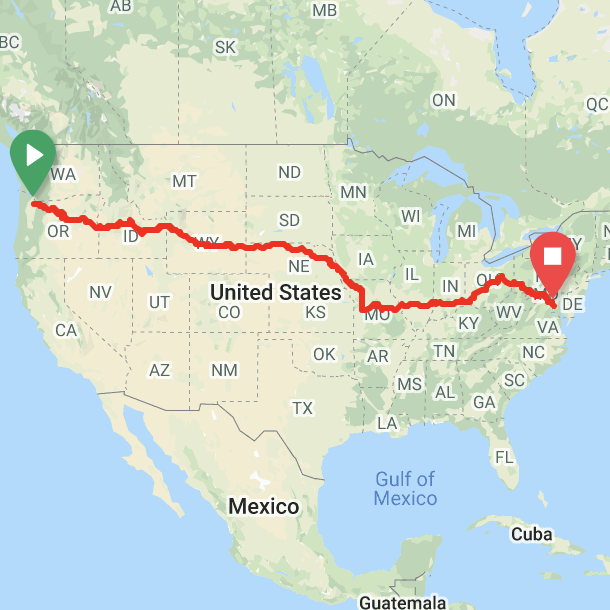 AB
MB
BC
SK
ON
QC
WA
MT
ND
MN
OR
ID
SD
WI
MI
WY
IA
NE
IL
IN
OH
DE
United States
NV
UT
CO
KS
MO
KY
WV
VA
CA
AZ
NM
OK
AR
TN
NC
MS
AL
SC
GA
TX
LA
FL
Gulf of
Mexico
Mexico
Cuba
Guatemala